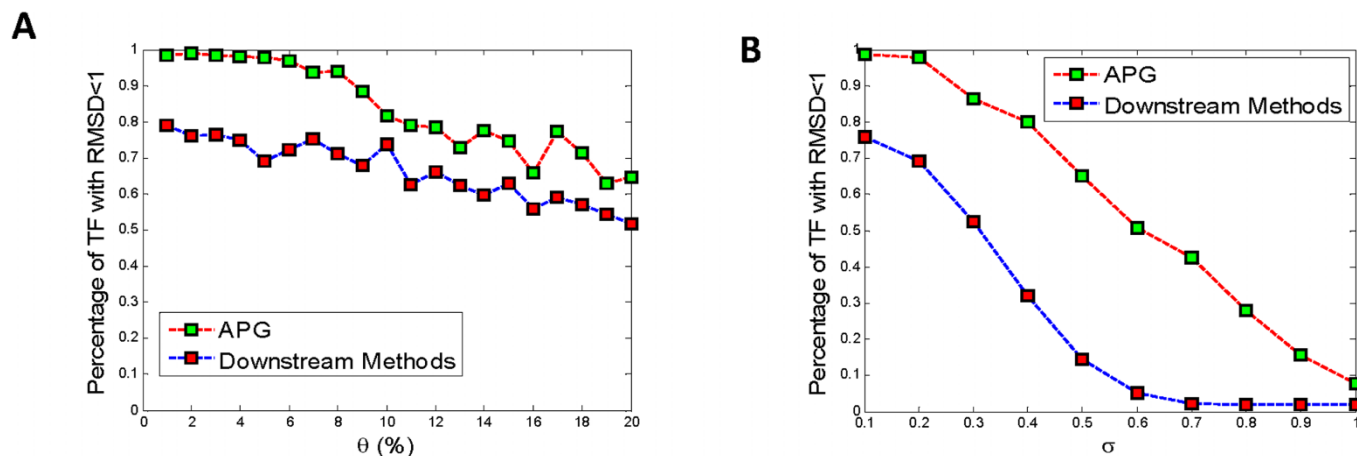 A
Percentage of TF with RMSD<1
1
0.9
0.8
0.7
0.6
0.5
0.4
0.3
0.2
0.1
0
APG
Downstream Methods
0 2 4 6 8 10 12 14 16 18 20
θ (%)
B
Percentage of TF with RMSD<1
1
0.9
0.8
0.7
0.6
0.5
0.4
0.3
0.2
0.1
0
APG
Downstream Methods
0.1 0.2 0.3 0.4 0.5 0.6 0.7 0.8 0.9 1
σ